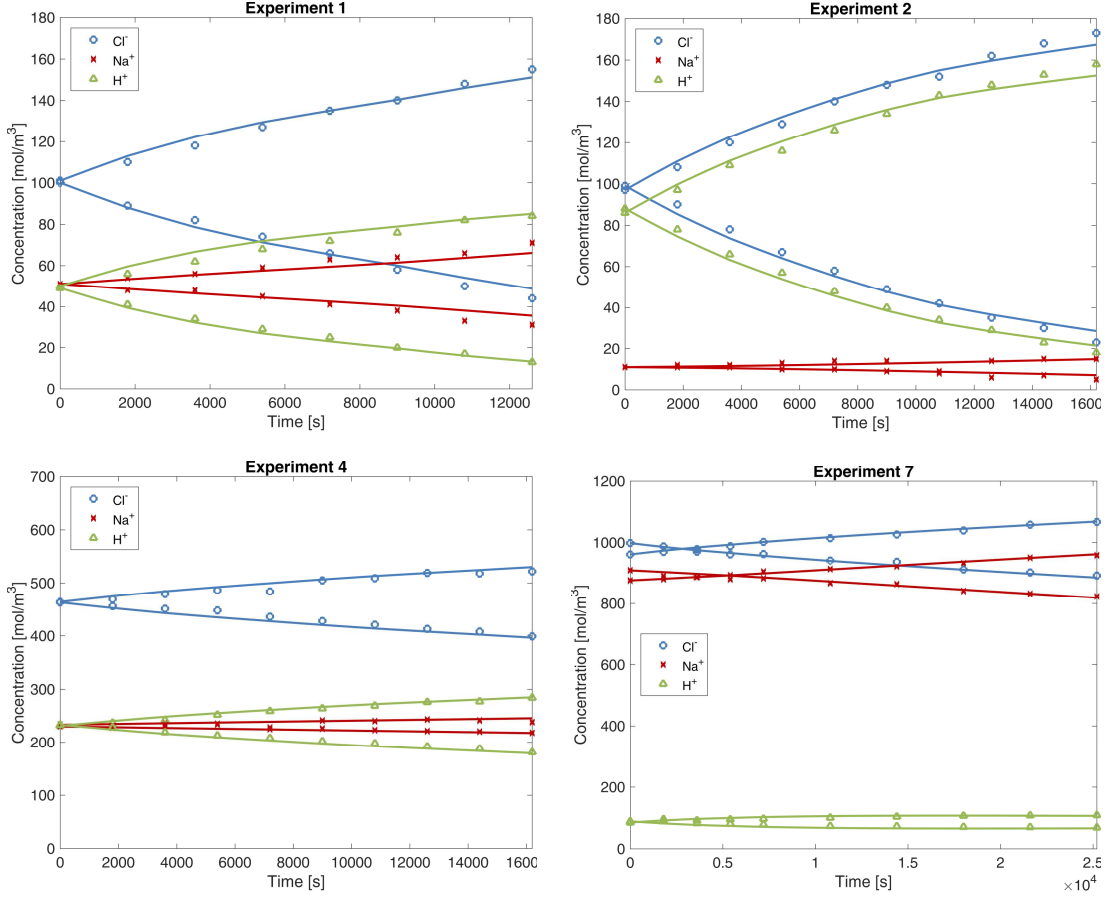 Experiment 1
Concentration [mol/m³]
180
160
140
120
100
80
60
40
20
0
Cl⁻
Na⁺
H⁺
0 2000 4000 6000 8000 10000 12000
Time [s]
Experiment 2
Concentration [mol/m³]
180
160
140
120
100
80
60
40
20
0
Cl⁻
Na⁺
H⁺
0 2000 4000 6000 8000 10000 12000 14000 16000
Time [s]
Experiment 4
Concentration [mol/m³]
700
600
500
400
300
200
100
0
Cl⁻
Na⁺
H⁺
0 2000 4000 6000 8000 10000 12000 14000 16000
Time [s]
Experiment 7
Concentration [mol/m³]
1200
1000
800
600
400
200
0
Cl⁻
Na⁺
H⁺
0 0.5 1 1.5 2 2.5
×10⁴
Time [s]